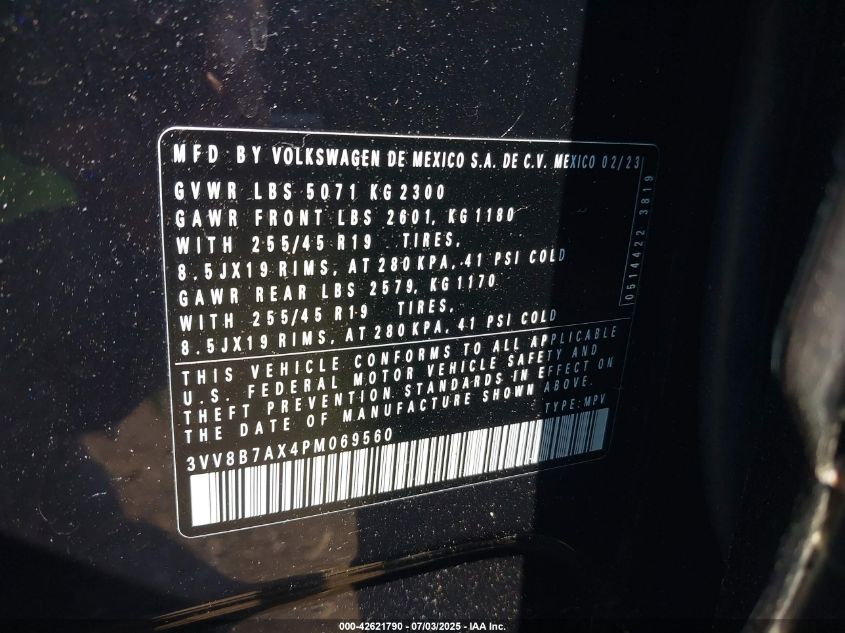 MFD BY VOLKSWAGEN DE MEXICO S.A. DE C.V. MEXICO 02/23
GVWR LBS 5071 KG 2300
GAWR FRONT LBS 2601, KG 1180
WITH 255/45 R19 TIRES,
8.5JX19 RIMS, AT 280 KPA, 41 PSI COLD
GAWR REAR LBS 2579, KG 1170
WITH 255/45 R19 TIRES,
8.5JX19 RIMS, AT 280 KPA, 41 PSI COLD
0514422 3819
THIS VEHICLE CONFORMS TO ALL APPLICABLE
U.S. FEDERAL MOTOR VEHICLE SAFETY AND
THEFT PREVENTION STANDARDS IN EFFECT ON
THE DATE OF MANUFACTURE SHOWN ABOVE.
3VV8B7AX4PM069560 TYPE: MPV
000-42621790 - 07/03/2025 - IAA Inc.